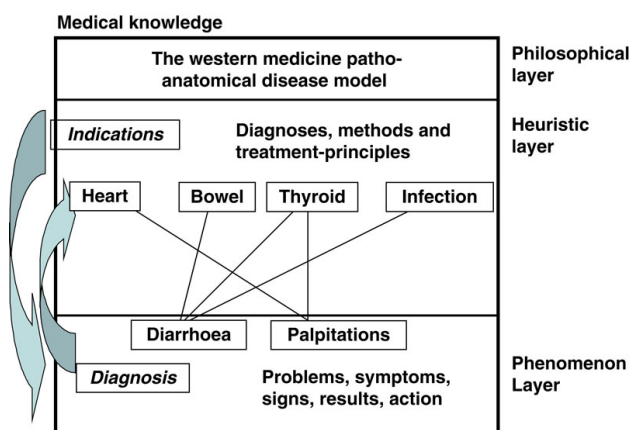 Medical knowledge
The western medicine patho-
anatomical disease model
Philosophical
layer
Indications
Diagnoses, methods and
treatment-principles
Heuristic
layer
Heart
Bowel
Thyroid
Infection
Diarrhoea
Palpitations
Diagnosis
Problems, symptoms,
signs, results, action
Phenomenon
Layer